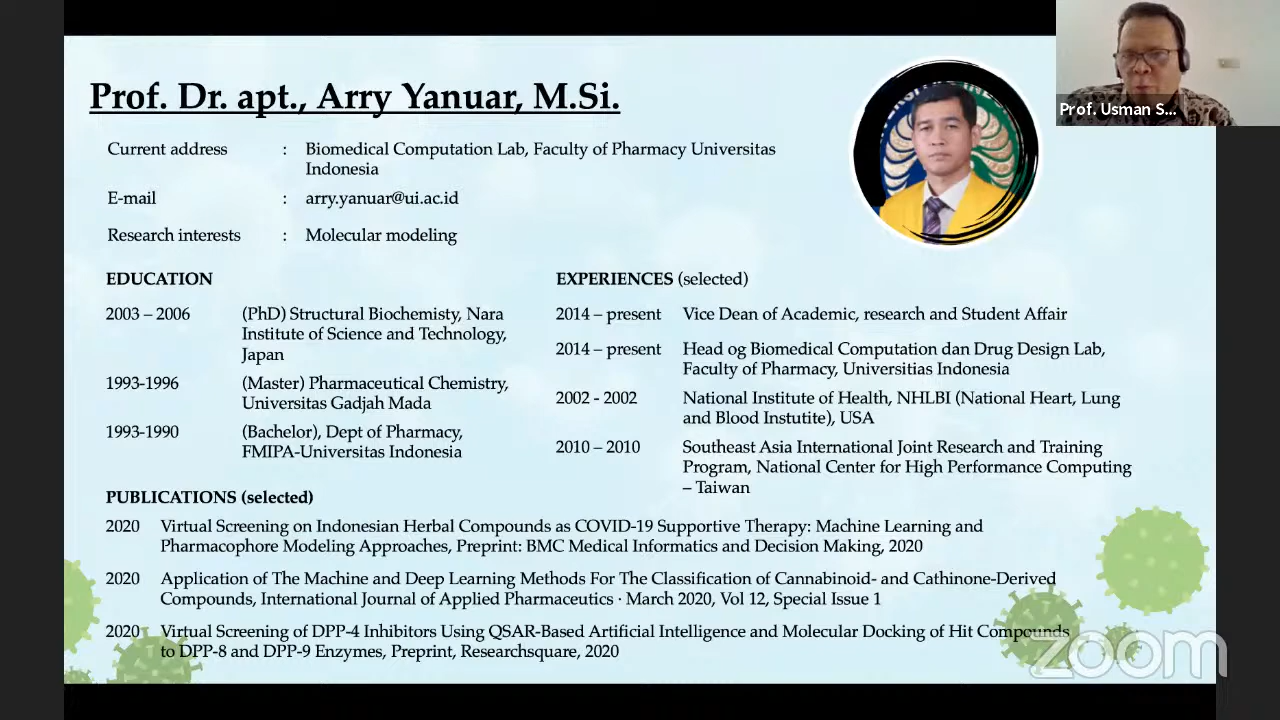 Prof. Dr. apt., Arry Yanuar, M.Si.
Prof. Usman S...
Current address : Biomedical Computation Lab, Faculty of Pharmacy Universitas
Indonesia
E-mail : arry.yanuar@ui.ac.id
Research interests : Molecular modeling
EDUCATION
2003 – 2006 (PhD) Structural Biochemisty, Nara
Institute of Science and Technology,
Japan
1993-1996 (Master) Pharmaceutical Chemistry,
Universitas Gadjah Mada
1993-1990 (Bachelor), Dept of Pharmacy,
FMIPA-Universitas Indonesia
EXPERIENCES (selected)
2014 – present Vice Dean of Academic, research and Student Affair
2014 – present Head og Biomedical Computation dan Drug Design Lab,
Faculty of Pharmacy, Universitias Indonesia
2002 - 2002 National Institute of Health, NHLBI (National Heart, Lung
and Blood Instutite), USA
2010 – 2010 Southeast Asia International Joint Research and Training
Program, National Center for High Performance Computing
– Taiwan
PUBLICATIONS (selected)
2020 Virtual Screening on Indonesian Herbal Compounds as COVID-19 Supportive Therapy: Machine Learning and
Pharmacophore Modeling Approaches, Preprint: BMC Medical Informatics and Decision Making, 2020
2020 Application of The Machine and Deep Learning Methods For The Classification of Cannabinoid- and Cathinone-Derived
Compounds, International Journal of Applied Pharmaceutics · March 2020, Vol 12, Special Issue 1
2020 Virtual Screening of DPP-4 Inhibitors Using QSAR-Based Artificial Intelligence and Molecular Docking of Hit Compounds
to DPP-8 and DPP-9 Enzymes, Preprint, Researchsquare, 2020
zoom